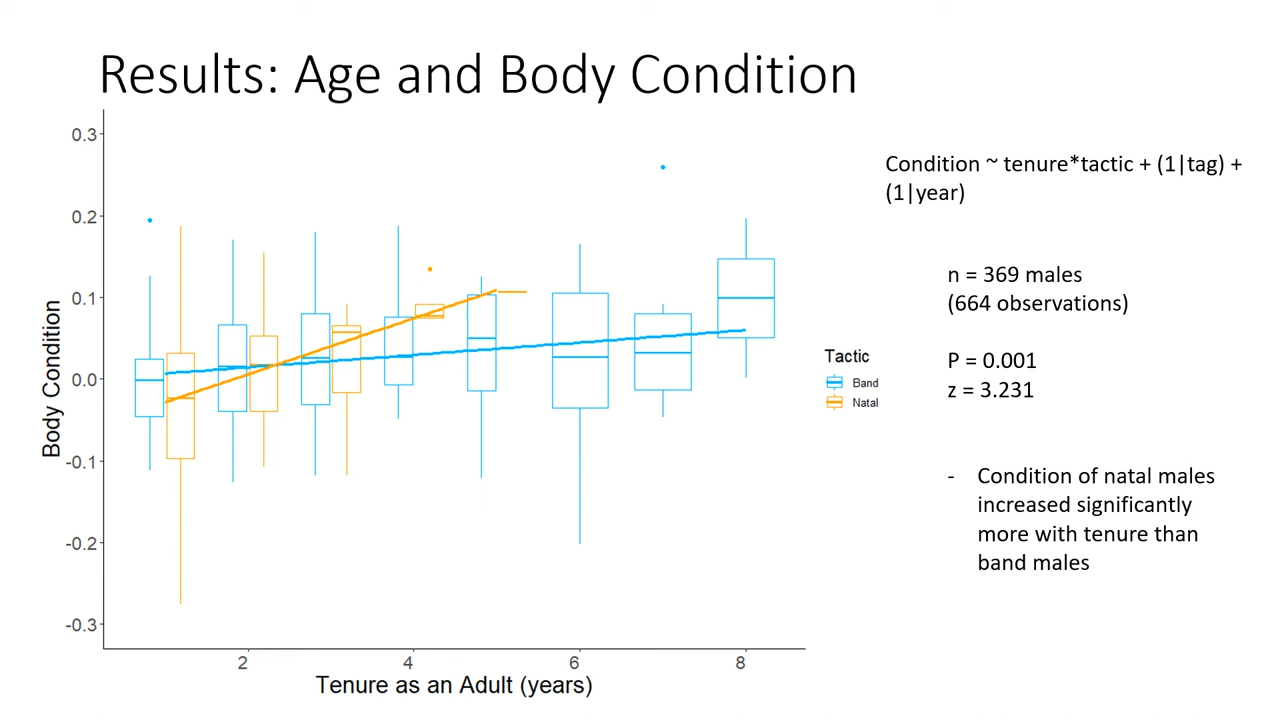 Results: Age and Body Condition
0.3
0.2
0.1
0.0
-0.1
-0.2
-0.3
Body Condition
2 4 6 8
Tenure as an Adult (years)
Tactic
Band
Natal
Condition ~ tenure*tactic + (1|tag) +
(1|year)
n = 369 males
(664 observations)
P = 0.001
z = 3.231
- Condition of natal males
increased significantly
more with tenure than
band males